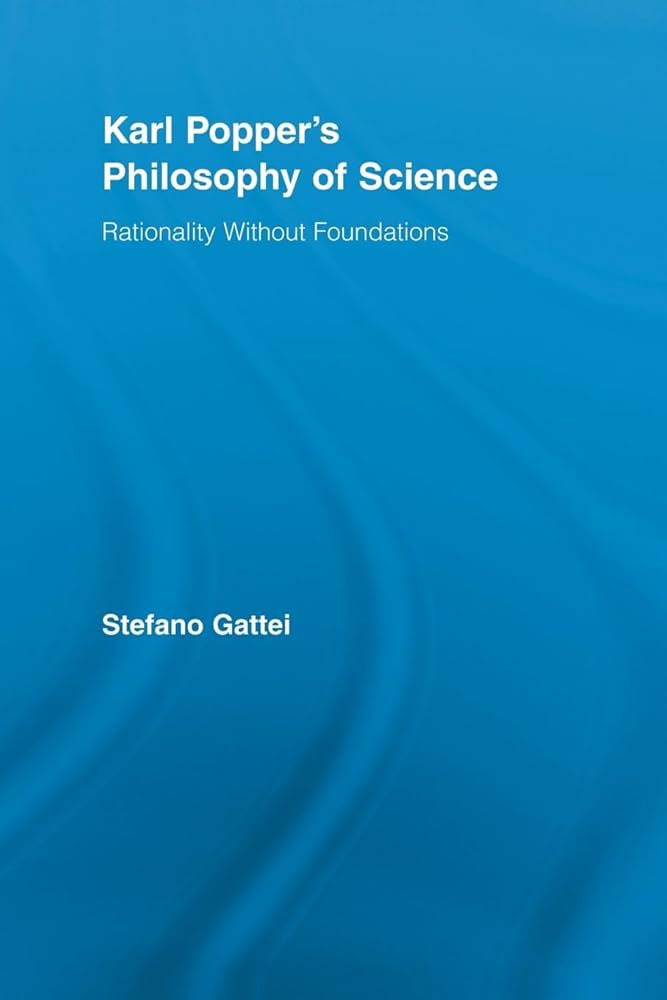 Karl Popper’s
Philosophy of Science
Rationality Without Foundations
Stefano Gattei